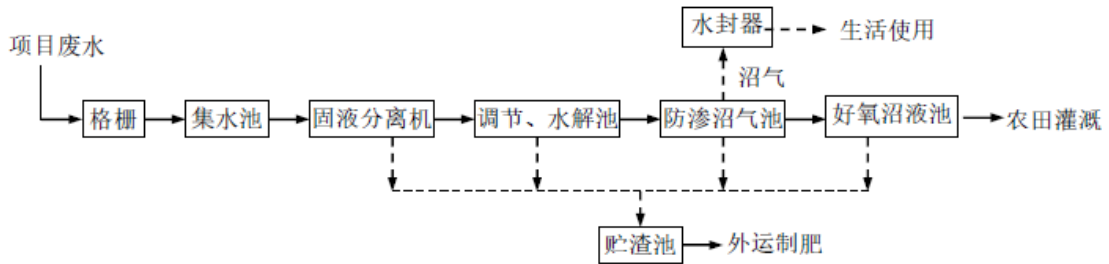 水封器
生活使用
项目废水
沼气
格栅
集水池
固液分离机
调节、水解池
防渗沼气池
好氧沼液池
农田灌溉
贮渣池
外运制肥